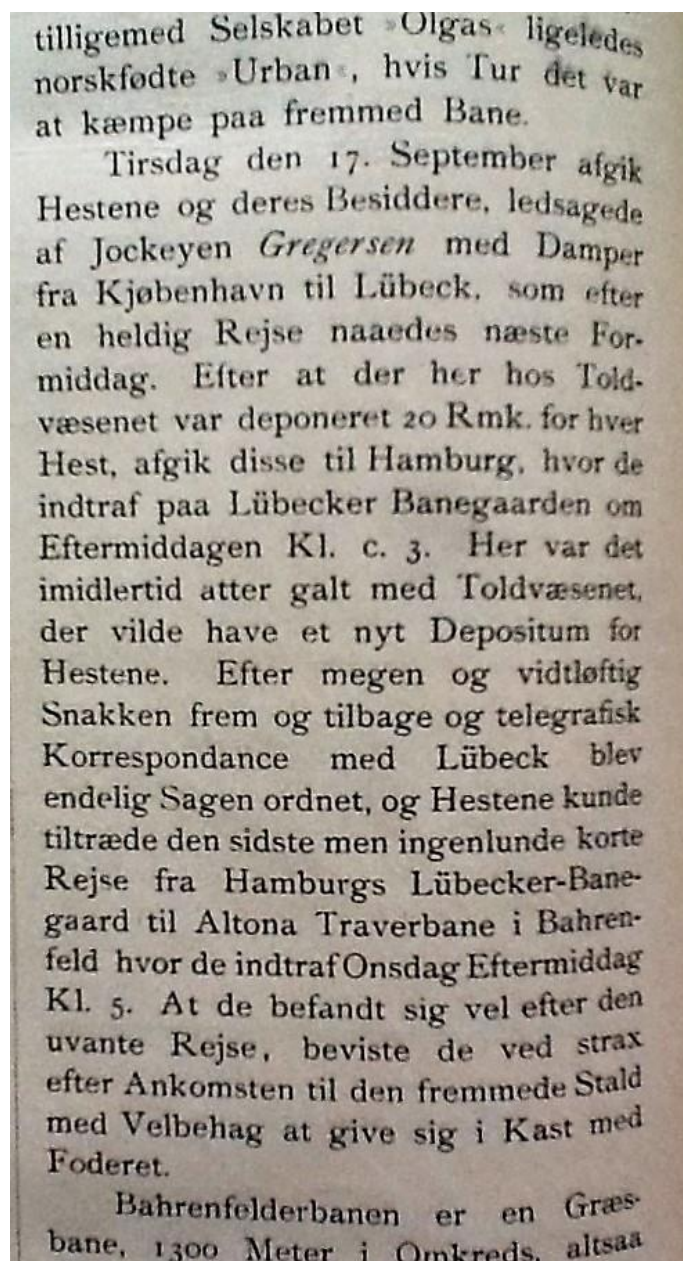 tilligemed Selskabet »Olgas« ligeledes
norskfødte »Urban«, hvis Tur det var
at kæmpe paa fremmed Bane.
Tirsdag den 17. September afgik
Hestene og deres Besiddere, ledsagede
af Jockeyen Gregersen med Damper
fra Kjøbenhavn til Lübeck, som efter
en heldig Rejse naaedes næste For-
middag. Efter at der her hos Told-
væsenet var deponeret 20 Rmk. for hver
Hest, afgik disse til Hamburg, hvor de
indtraf paa Lübecker Banegaarden om
Eftermiddagen Kl. c. 3. Her var det
imidlertid atter galt med Toldvæsenet,
der vilde have et nyt Depositum for
Hestene. Efter megen og vidtløftig
Snakken frem og tilbage og telegrafisk
Korrespondance med Lübeck blev
endelig Sagen ordnet, og Hestene kunde
tiltræde den sidste men ingenlunde korte
Rejse fra Hamburgs Lübecker-Bane-
gaard til Altona Traverbane i Bahren-
feld hvor de indtraf Onsdag Eftermiddag
Kl. 5. At de befandt sig vel efter den
uvante Rejse, beviste de ved strax
efter Ankomsten til den fremmede Stald
med Velbehag at give sig i Kast med
Foderet.
Bahrenfelderbanen er en Græs-
bane, 1300 Meter i Omkreds, altsaa